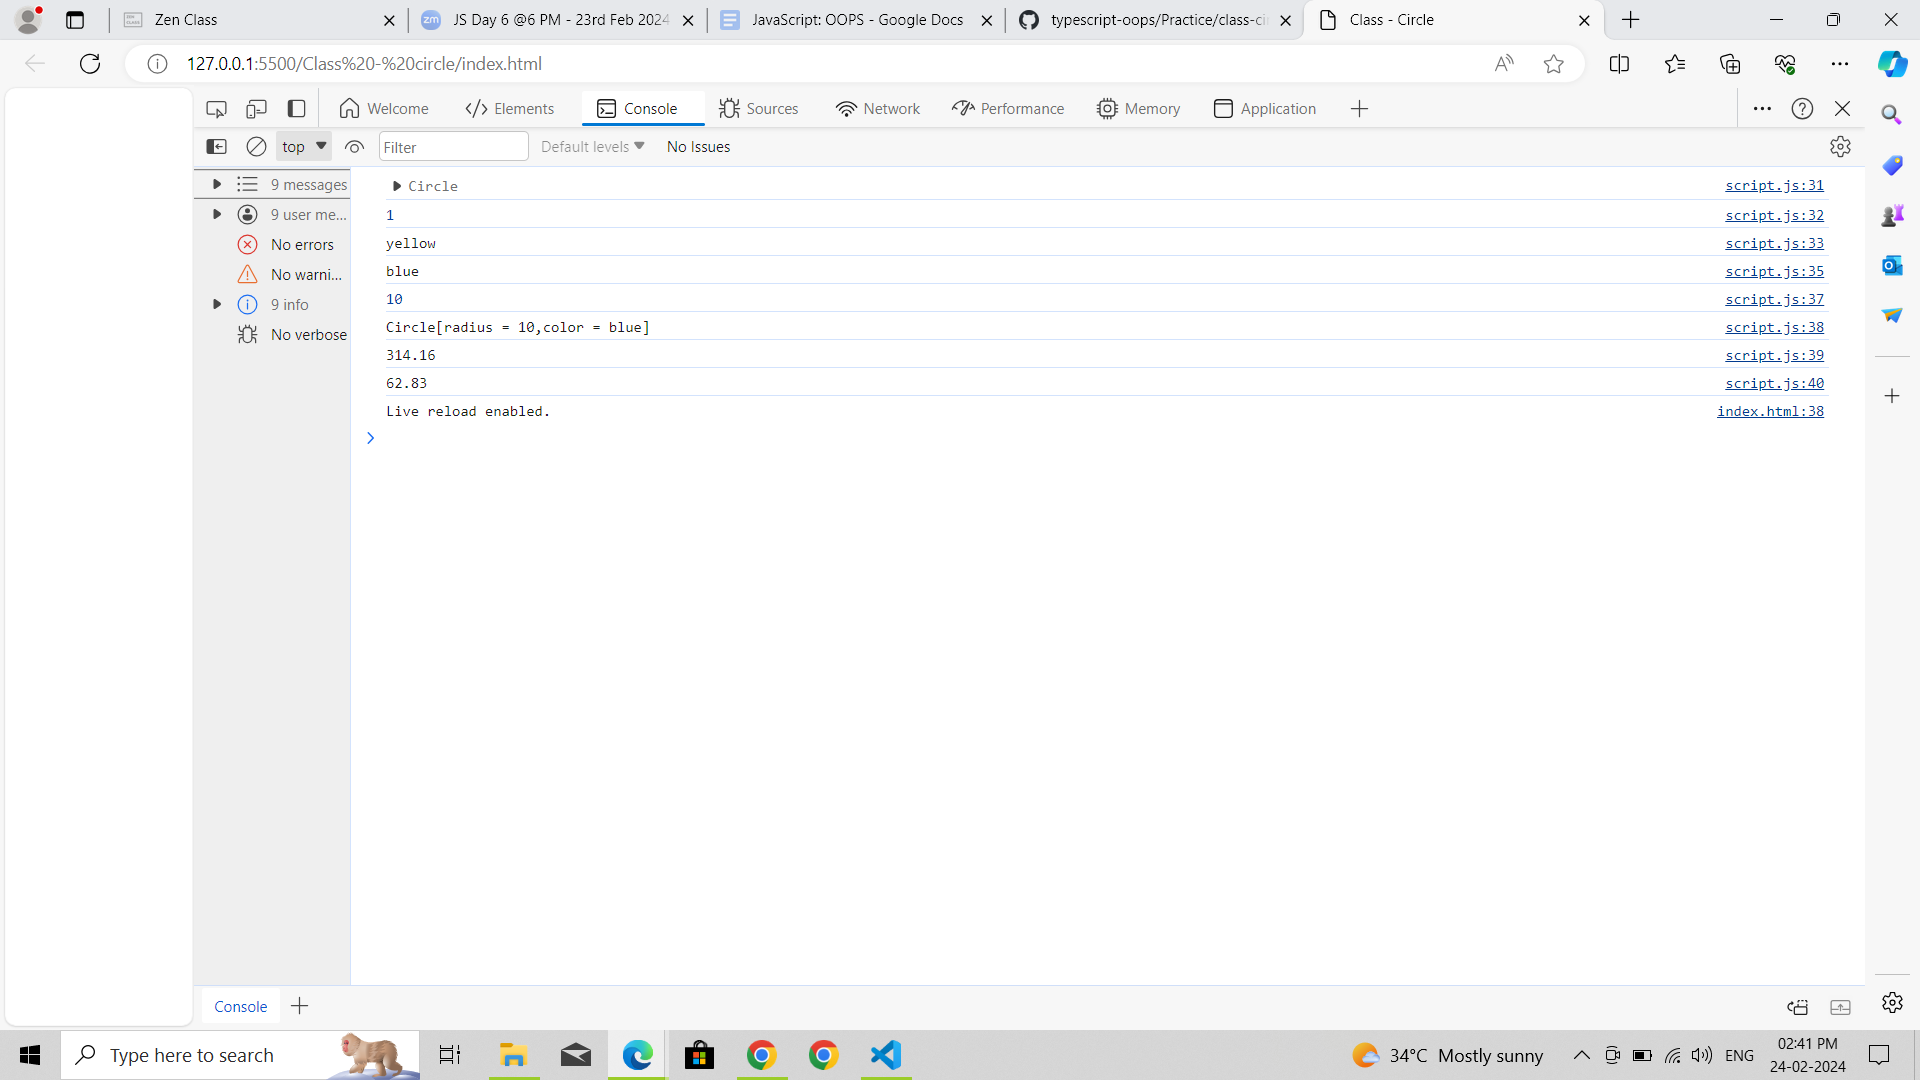 Zen Class
JS Day 6 @6 PM - 23rd Feb 2024
JavaScript: OOPS - Google Docs
typescript-oops/Practice/class-ci
Class - Circle
127.0.0.1:5500/Class%20-%20circle/index.html
Welcome
Elements
Console
Sources
Network
Performance
Memory
Application
top
Filter
Default levels
No Issues
9 messages
9 user me...
No errors
No warni...
9 info
No verbose
Circle script.js:31
1 script.js:32
yellow script.js:33
blue script.js:35
10 script.js:37
Circle[radius = 10,color = blue] script.js:38
314.16 script.js:39
62.83 script.js:40
Live reload enabled. index.html:38
Console
Type here to search
34°C Mostly sunny
ENG
02:41 PM
24-02-2024